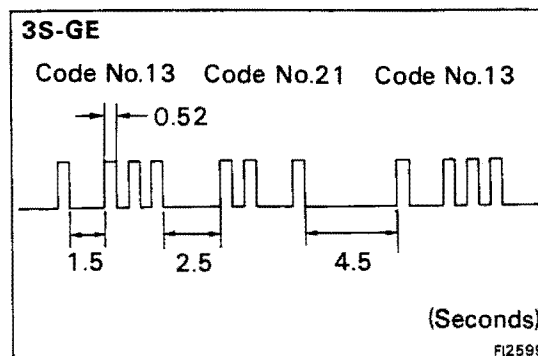 3S-GE
Code No.13 Code No.21 Code No.13
0.52
1.5 2.5 4.5
(Seconds)
FI2599